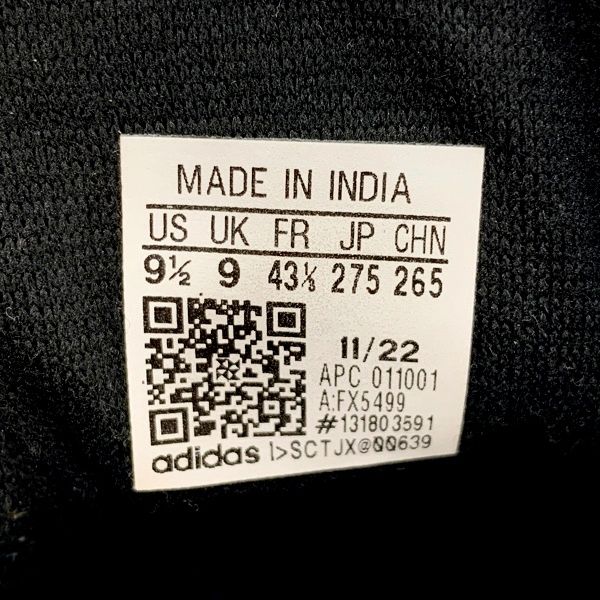 MADE IN INDIA
US UK FR JP CHN
9½ 9 43⅓ 275 265
11/22
APC 011001
A:FX5499
#131803591
adidas I>SCTJX@00639